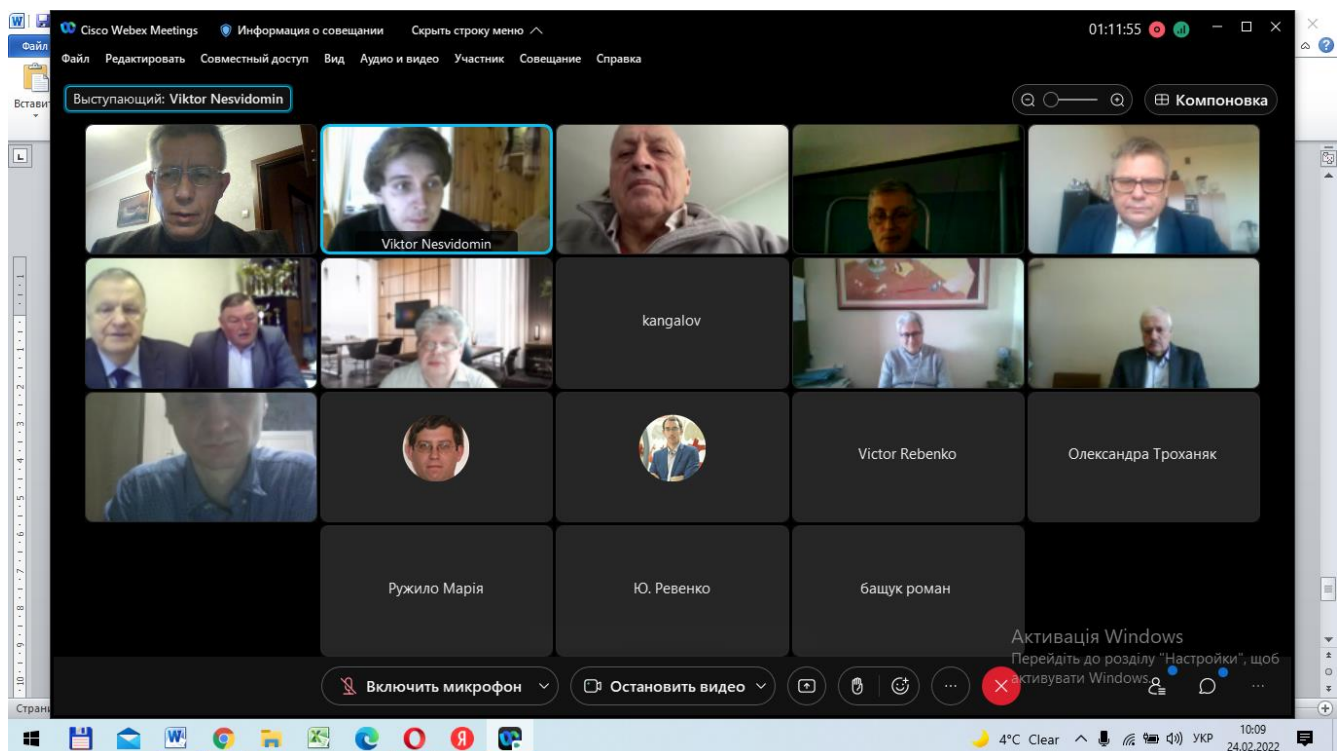 Файл
Вставит
Cisco Webex Meetings Информация о совещании Скрыть строку меню
01:11:55
Файл Редактировать Совместный доступ Вид Аудио и видео Участник Совещание Справка
Выступающий: Viktor Nesvidomin
Компоновка
Viktor Nesvidomin
kangalov
Victor Rebenko
Олександра Троханяк
Ружило Марія
Ю. Ревенко
бащук роман
Активація Windows
Перейдіть до розділу "Настройки", щоб
активувати Windows.
Включить микрофон
Остановить видео
Страни
4°C Clear
УКР
10:09
24.02.2022